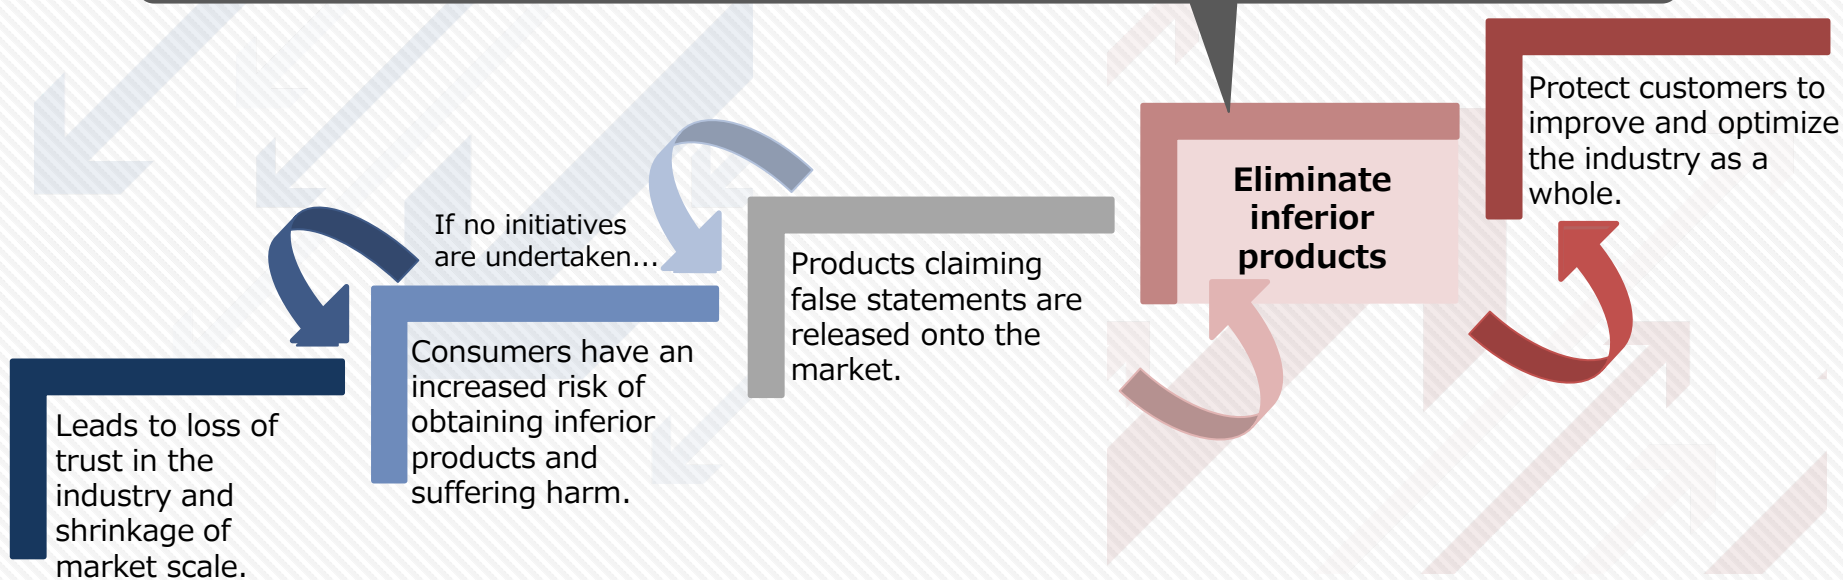 Leads to loss of
trust in the
industry and
shrinkage of
market scale.
If no initiatives
are undertaken...
Consumers have an
increased risk of
obtaining inferior
products and
suffering harm.
Products claiming
false statements are
released onto the
market.
Eliminate
inferior
products
Protect customers to
improve and optimize
the industry as a
whole.